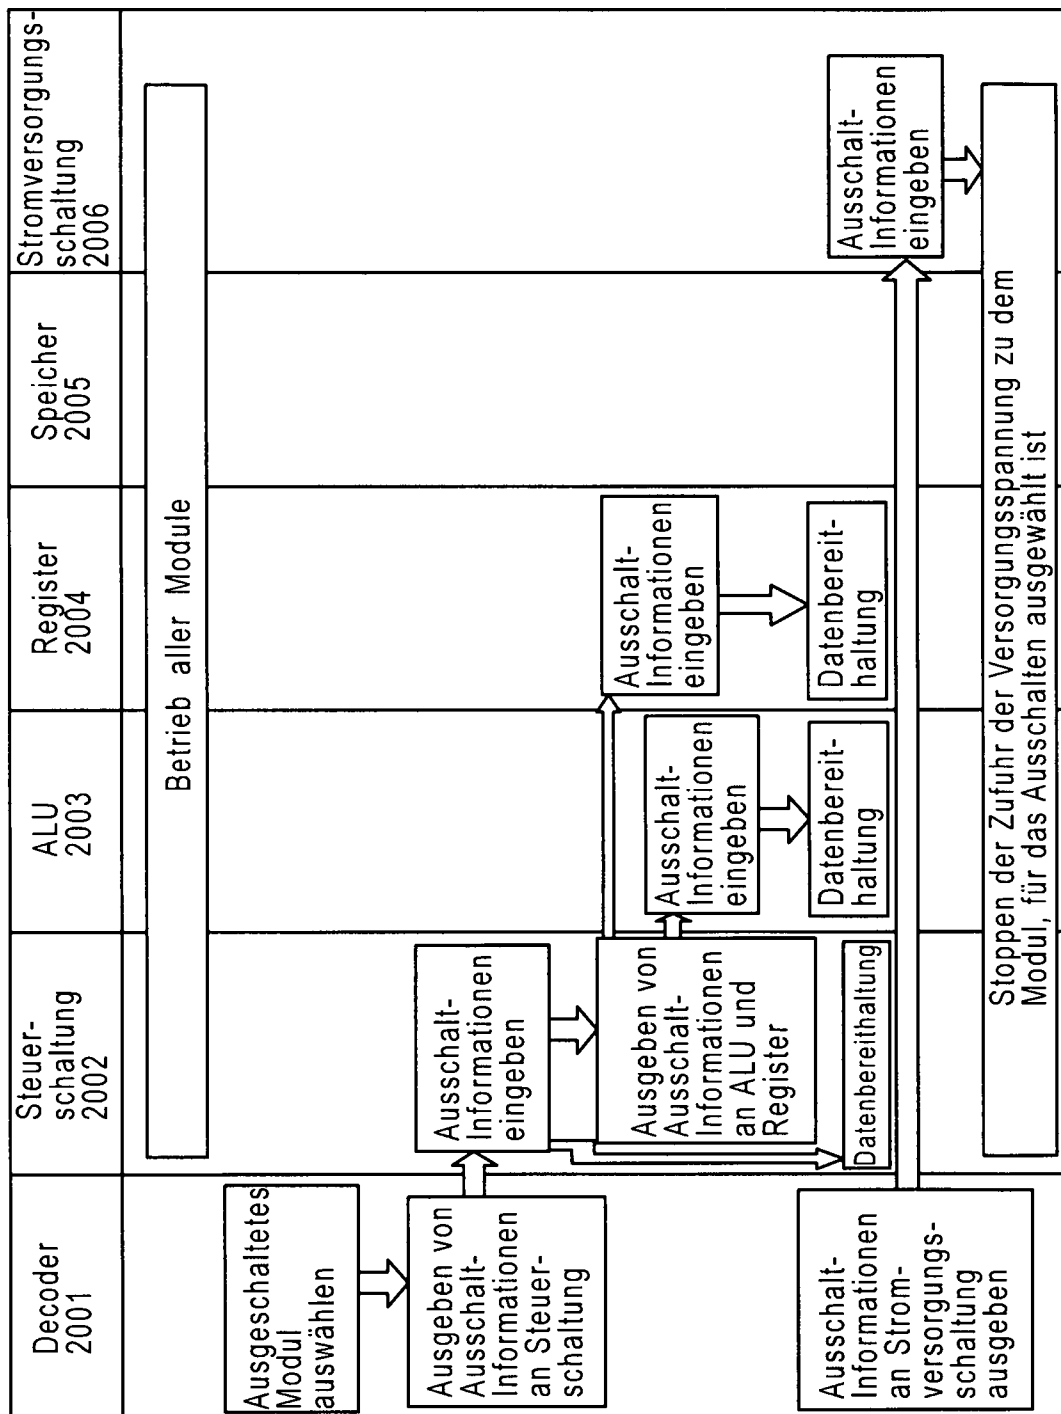 Decoder
2001
Steuer-
schaltung
2002
ALU
2003
Register
2004
Speicher
2005
Stromversorgungs-
schaltung
2006
Betrieb aller Module
Ausgeschaltetes
Modul
auswählen
Ausgeben von
Ausschalt-
Informationen
an Steuer-
schaltung
Ausschalt-
Informationen
eingeben
Ausgeben von
Ausschalt-
Informationen
an ALU und
Register
Ausschalt-
Informationen
eingeben
Ausschalt-
Informationen
eingeben
Datenbereithaltung
Datenbereit-
haltung
Datenbereit-
haltung
Ausschalt-
Informationen
an Strom-
versorgungs-
schaltung
ausgeben
Ausschalt-
Informationen
eingeben
Stoppen der Zufuhr der Versorgungsspannung zu dem
Modul, für das Ausschalten ausgewählt ist